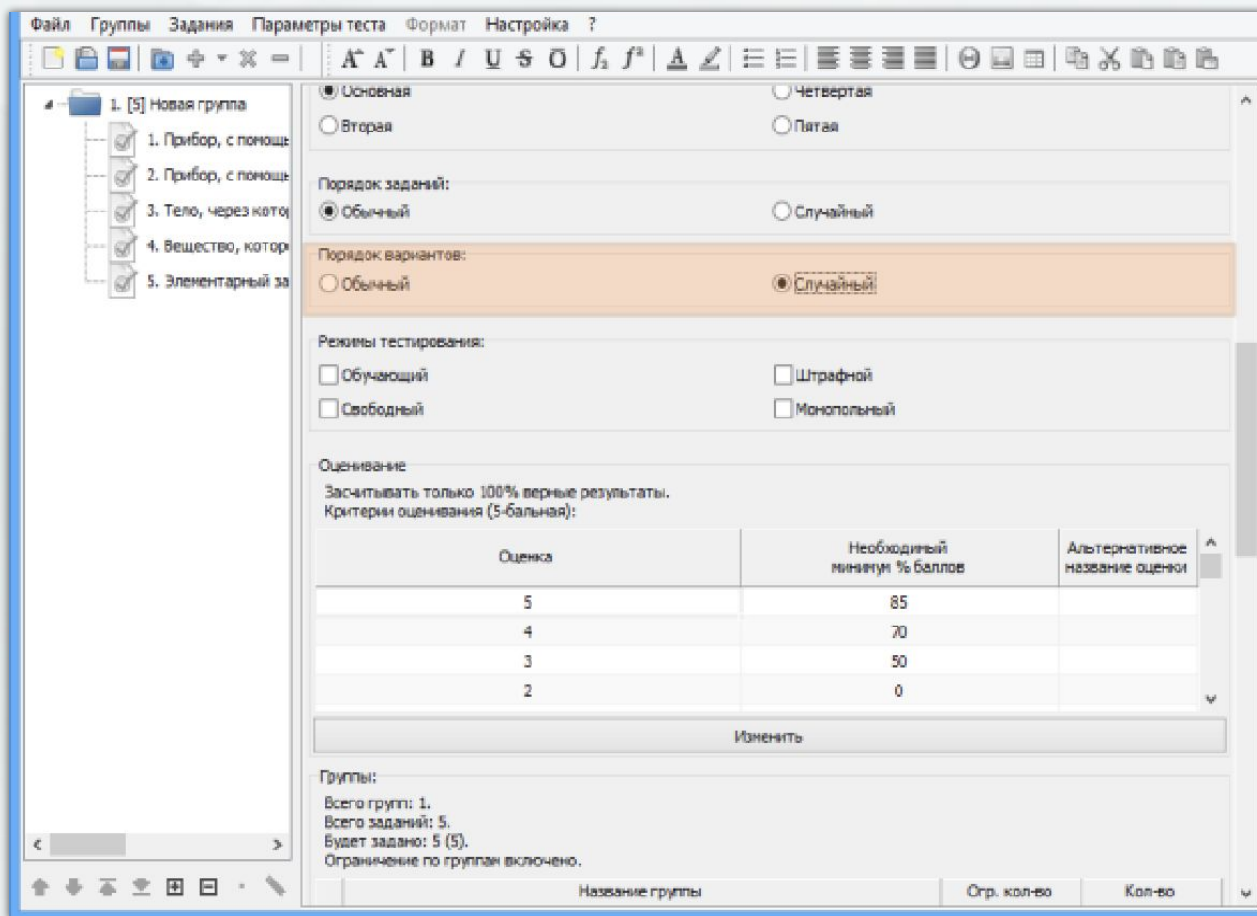 Файл Группы Задания Параметры теста Формат Настройка ?
1. [5] Новая группа
1. Прибор, с помощь
2. Прибор, с помощь
3. Тело, через кото
4. Вещество, котор
5. Элементарный за
Основная Четвертая
Вторая Пятая
Порядок заданий:
Обычный Случайный
Порядок вариантов:
Обычный Случайный
Режимы тестирования:
Обучающий Штрафной
Свободный Монопольный
Оценивание
Засчитывать только 100% верные результаты.
Критерии оценивания (5-бальная):
Оценка Необходимый минимум % баллов Альтернативное название оценки
5 85
4 70
3 50
2 0
Изменить
Группы:
Всего групп: 1.
Всего заданий: 5.
Будет задано: 5 (5).
Ограничение по группам включено.
Название группы Огр. кол-во Кол-во